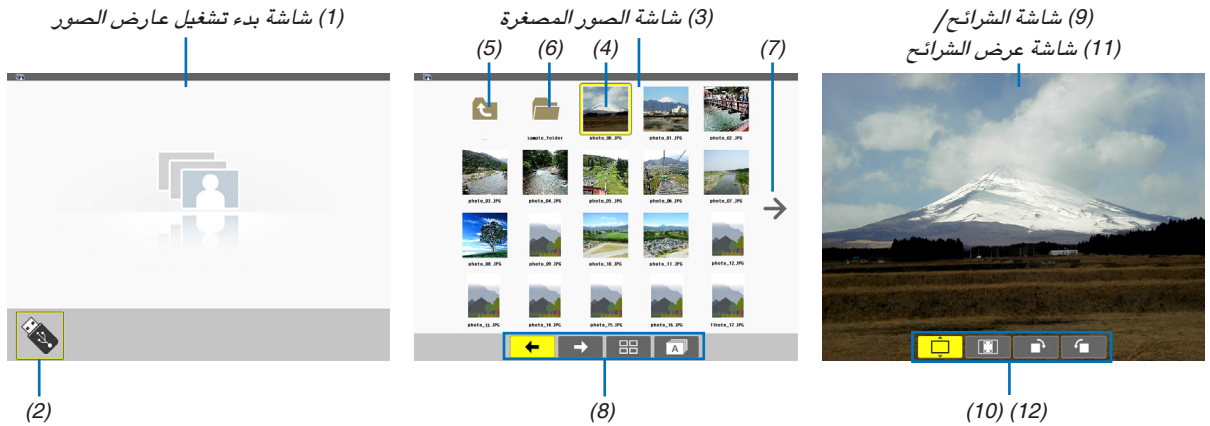 (1) شاشة بدء تشغيل عارض الصور
(3) شاشة الصور المصغرة
(9) شاشة الشرائح/
(11) شاشة عرض الشرائح
(5)
(6)
(4)
(7)
sample_folder
photo_00.JPG
photo_01.JPG
photo_02.JPG
photo_03.JPG
photo_04.JPG
photo_05.JPG
photo_06.JPG
photo_07.JPG
photo_08.JPG
photo_09.JPG
photo_10.JPG
photo_11.JPG
photo_12.JPG
photo_13.JPG
photo_14.JPG
photo_15.JPG
photo_16.JPG
photo_17.JPG
A
(2)
(8)
(10) (12)